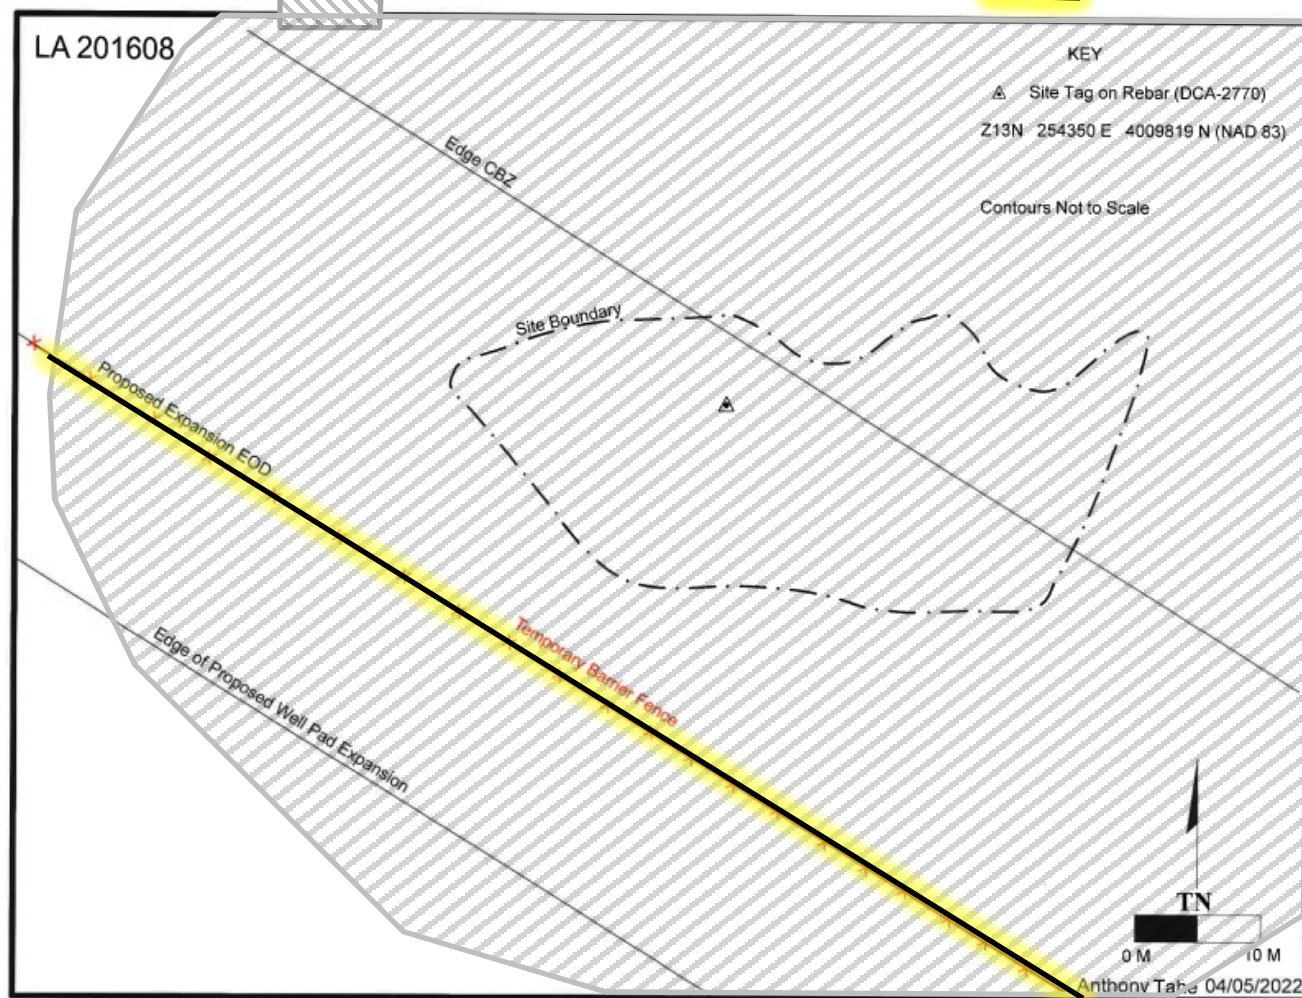 LA 201608
KEY
Site Tag on Rebar (DCA-2770)
Z13N 254350 E 4009819 N (NAD 83)
Contours Not to Scale
Edge CBZ
Site Boundary
Proposed Expansion EOD
Temporary Barrier Fence
Edge of Proposed Well Pad Expansion
TN
0 M 10 M
Anthony 04/05/2022